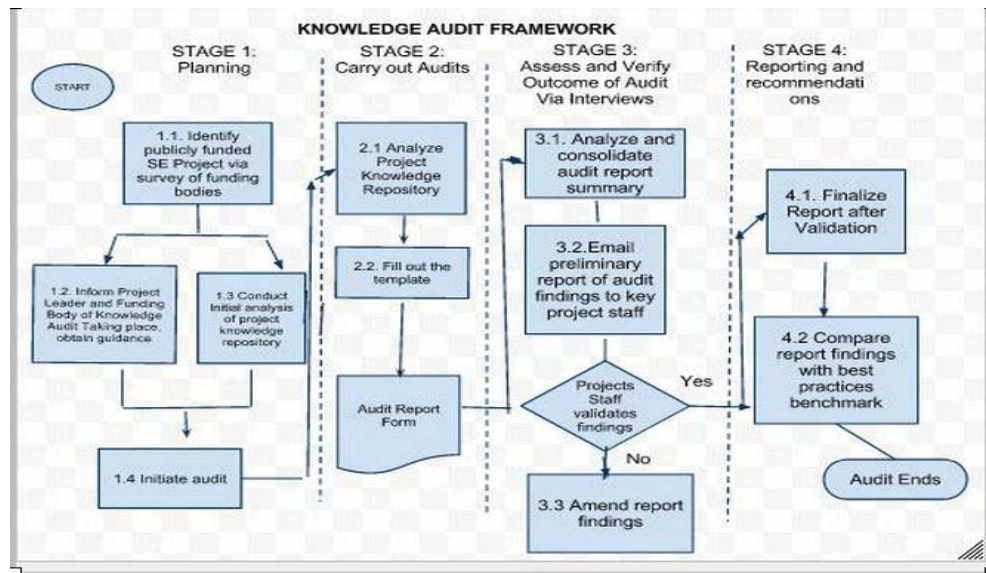 KNOWLEDGE AUDIT FRAMEWORK
STAGE 1:
Planning
START
1.1. Identify
publicly funded
SE Project via
survey of funding
bodies
1.2. Inform Project
Leader and Funding
Body of Knowledge
Audit Taking place,
obtain guidance
1.3 Conduct
Initial analysis
of project
knowledge
repository
1.4 Initiate audit
STAGE 2:
Carry out Audits
2.1 Analyze
Project
Knowledge
Repository
2.2. Fill out the
template
Audit Report
Form
STAGE 3:
Assess and Verify
Outcome of Audit
Via Interviews
3.1. Analyze and
consolidate
audit report
summary
3.2.Email
preliminary
report of audit
findings to key
project staff
Projects
Staff
validates
findings
Yes
No
3.3 Amend report
findings
STAGE 4:
Reporting and
recommendati
ons
4.1. Finalize
Report after
Validation
4.2 Compare
report findings
with best
practices
benchmark
Audit Ends